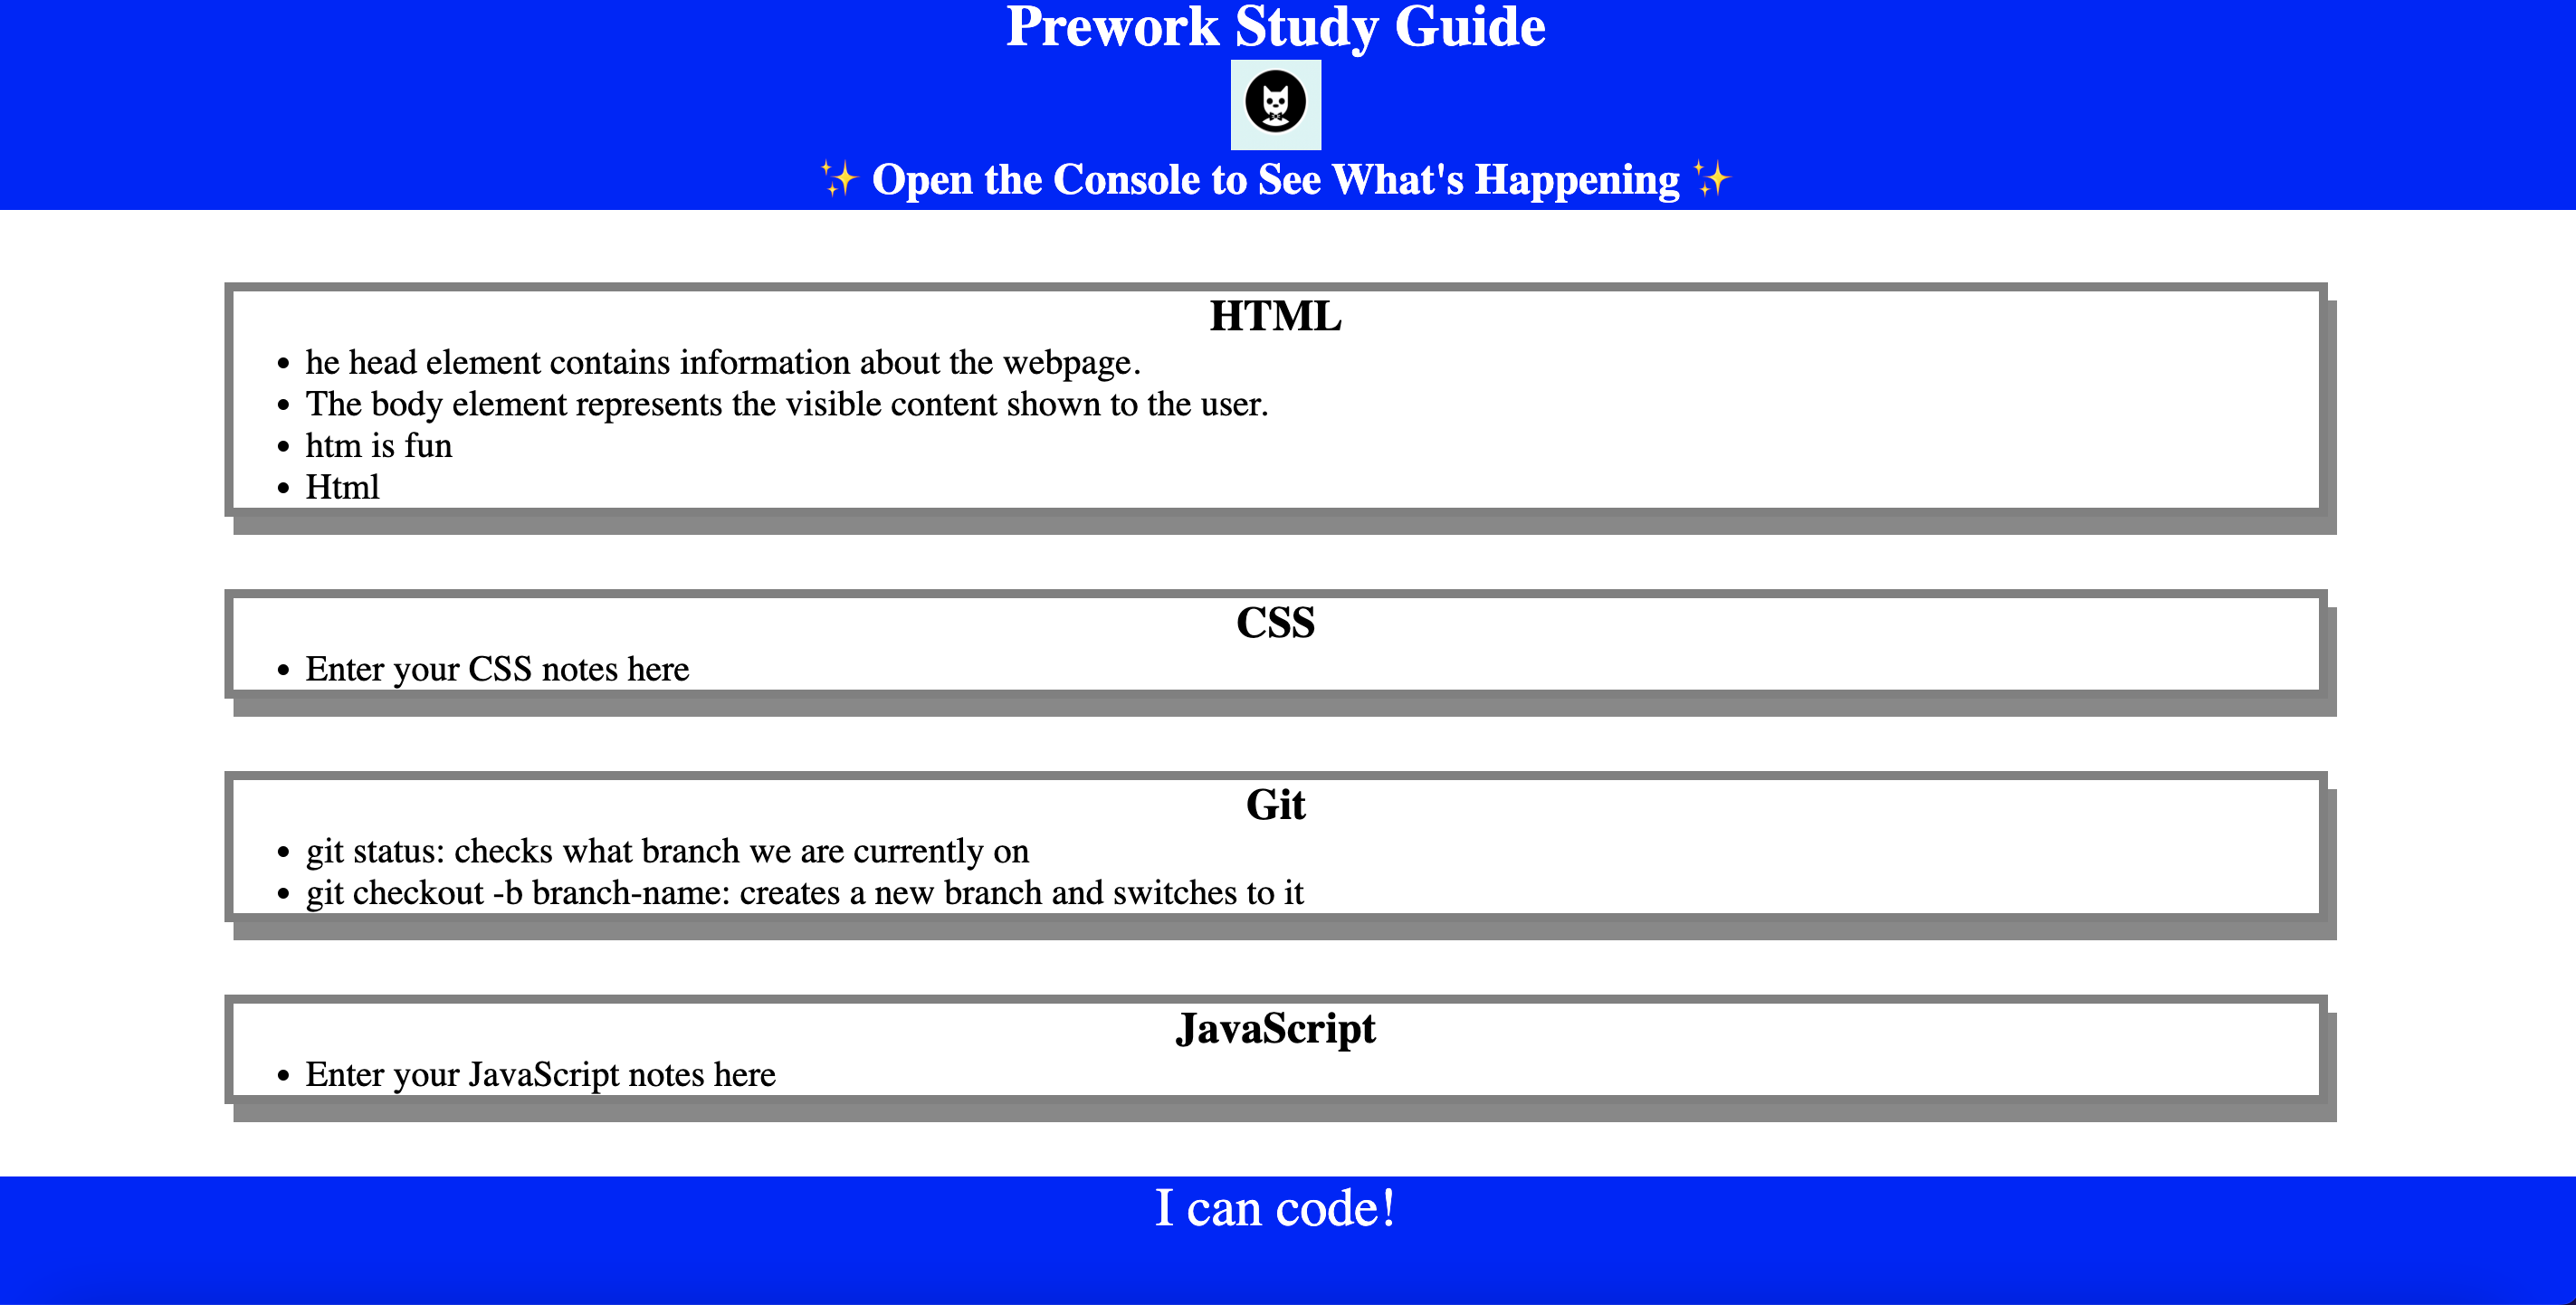 Prework Study Guide
✨ Open the Console to See What's Happening ✨
HTML
• he head element contains information about the webpage.
• The body element represents the visible content shown to the user.
• htm is fun
• Html
CSS
• Enter your CSS notes here
Git
• git status: checks what branch we are currently on
• git checkout -b branch-name: creates a new branch and switches to it
JavaScript
• Enter your JavaScript notes here
I can code!